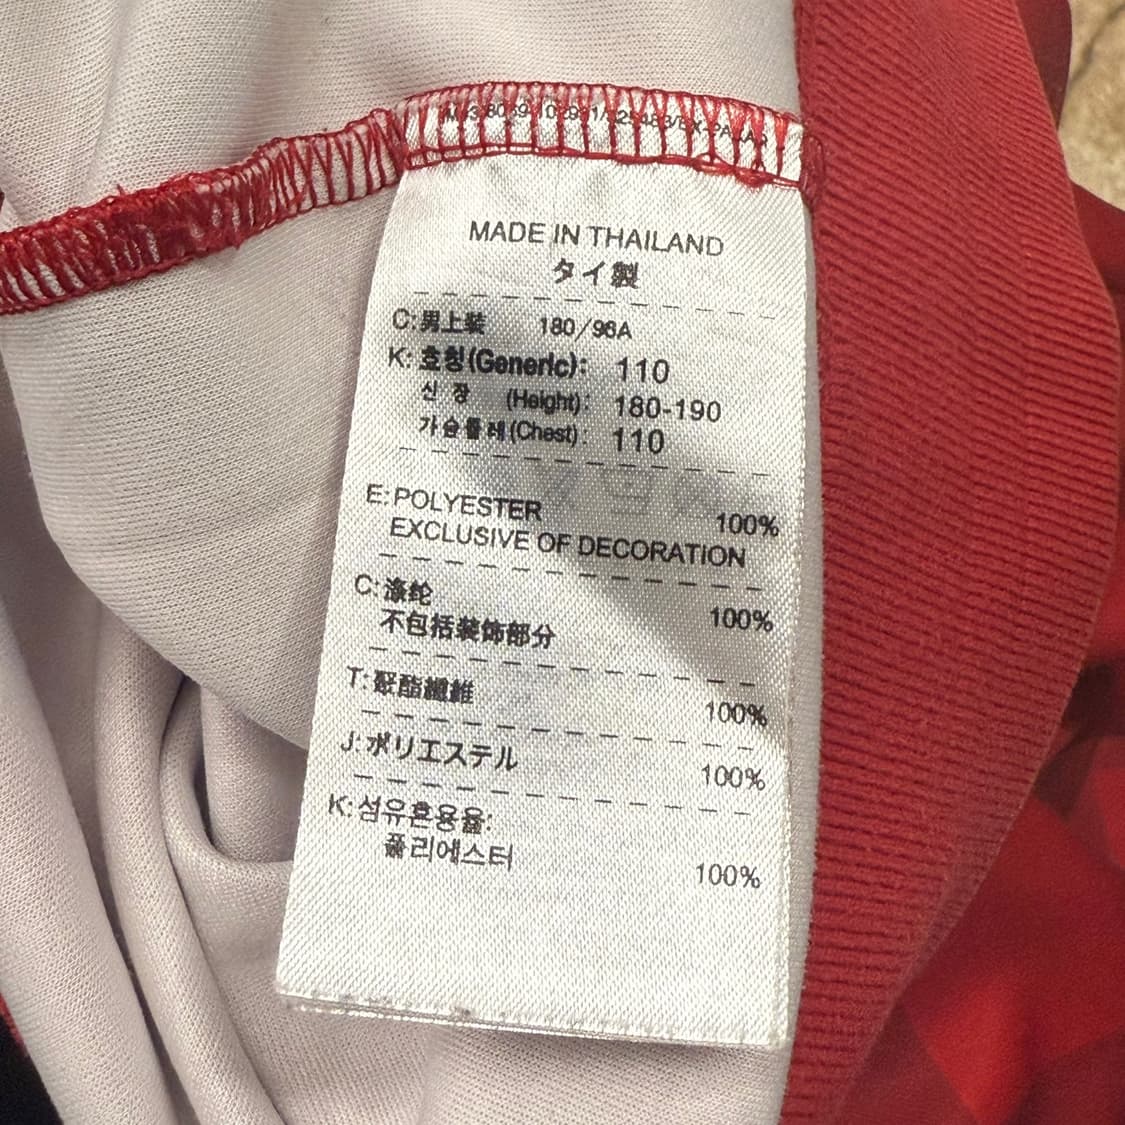 MADE IN THAILAND
タイ製
C:男上装 180/96A
K: 호칭(Generic): 110
신 장 (Height): 180-190
가슴둘레(Chest): 110
E: POLYESTER 100%
EXCLUSIVE OF DECORATION
C: 涤纶 100%
不包括装饰部分
T: 聚酯纖維 100%
J: ポリエステル 100%
K: 섬유혼용율:
폴리에스터 100%